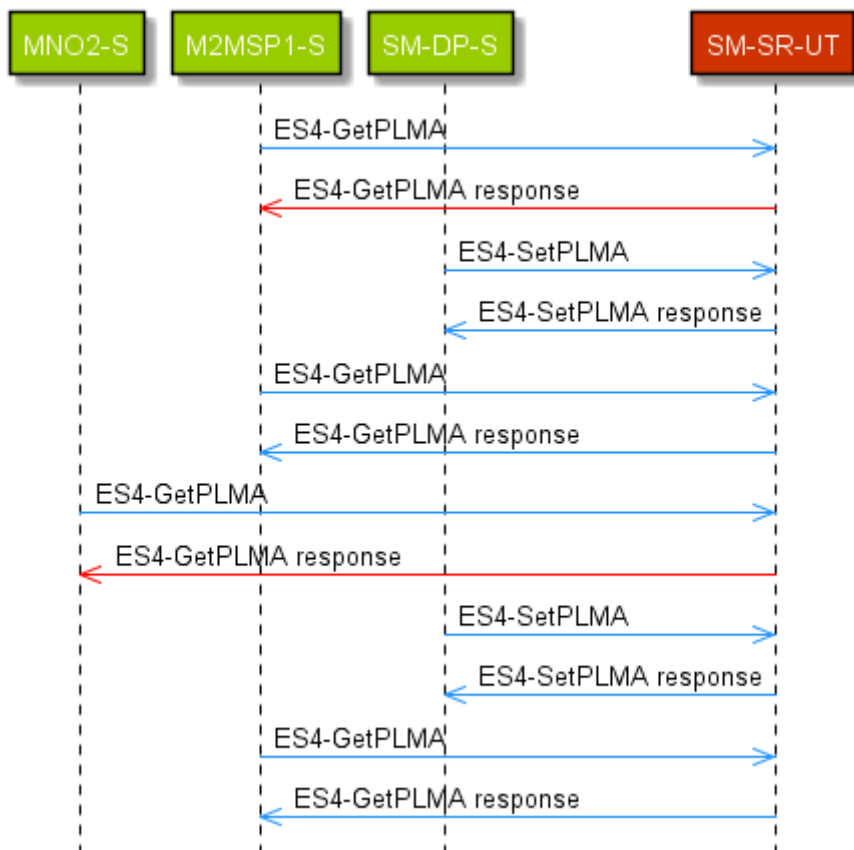 MNO2-S
M2MSP1-S
SM-DP-S
SM-SR-UT
ES4-GetPLMA
ES4-GetPLMA response
ES4-SetPLMA
ES4-SetPLMA response
ES4-GetPLMA
ES4-GetPLMA response
ES4-GetPLMA
ES4-GetPLMA response
ES4-SetPLMA
ES4-SetPLMA response
ES4-GetPLMA
ES4-GetPLMA response